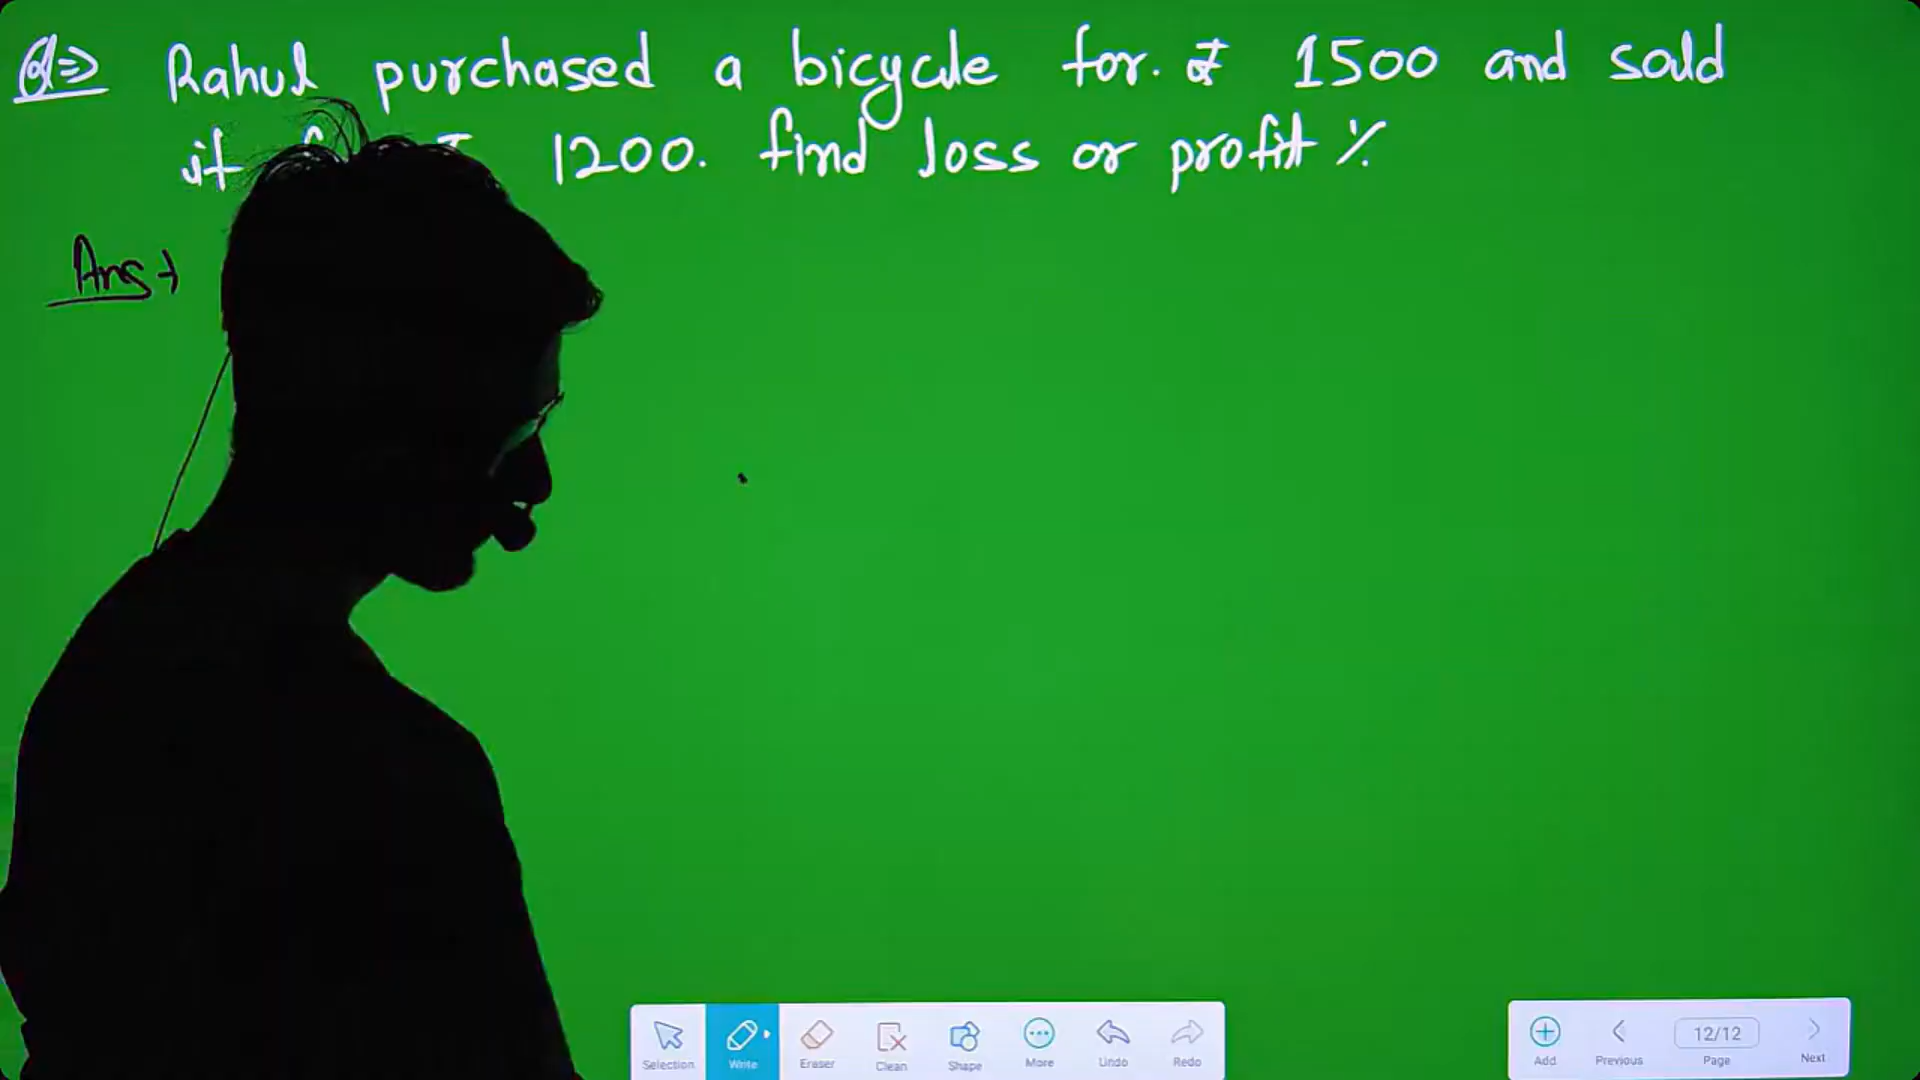 Q⇒ Rahul purchased a bicycle for. ₹ 1500 and sold
it 1200. find loss or profit %
Ans →
Selection
Write
Eraser
Clean
Shape
More
Undo
Redo
Add
Previous
12/12
Page
Next